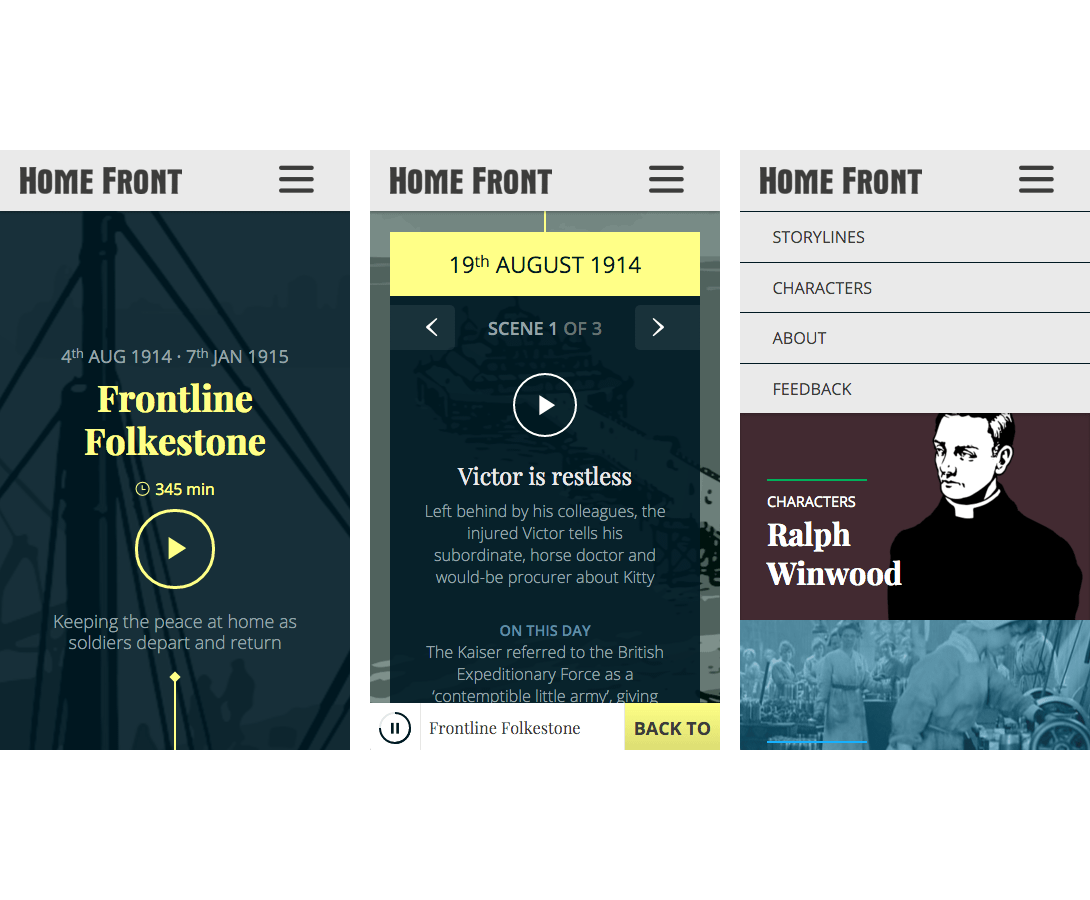 HOME FRONT
4th AUG 1914 · 7th JAN 1915
Frontline
Folkestone
345 min
Keeping the peace at home as
soldiers depart and return
HOME FRONT
19th AUGUST 1914
SCENE 1 OF 3
Victor is restless
Left behind by his colleagues, the
injured Victor tells his
subordinate, horse doctor and
would-be procurer about Kitty
ON THIS DAY
The Kaiser referred to the British
Expeditionary Force as a
‘contemptible little army’, giving
Frontline Folkestone
BACK TO
HOME FRONT
STORYLINES
CHARACTERS
ABOUT
FEEDBACK
CHARACTERS
Ralph
Winwood